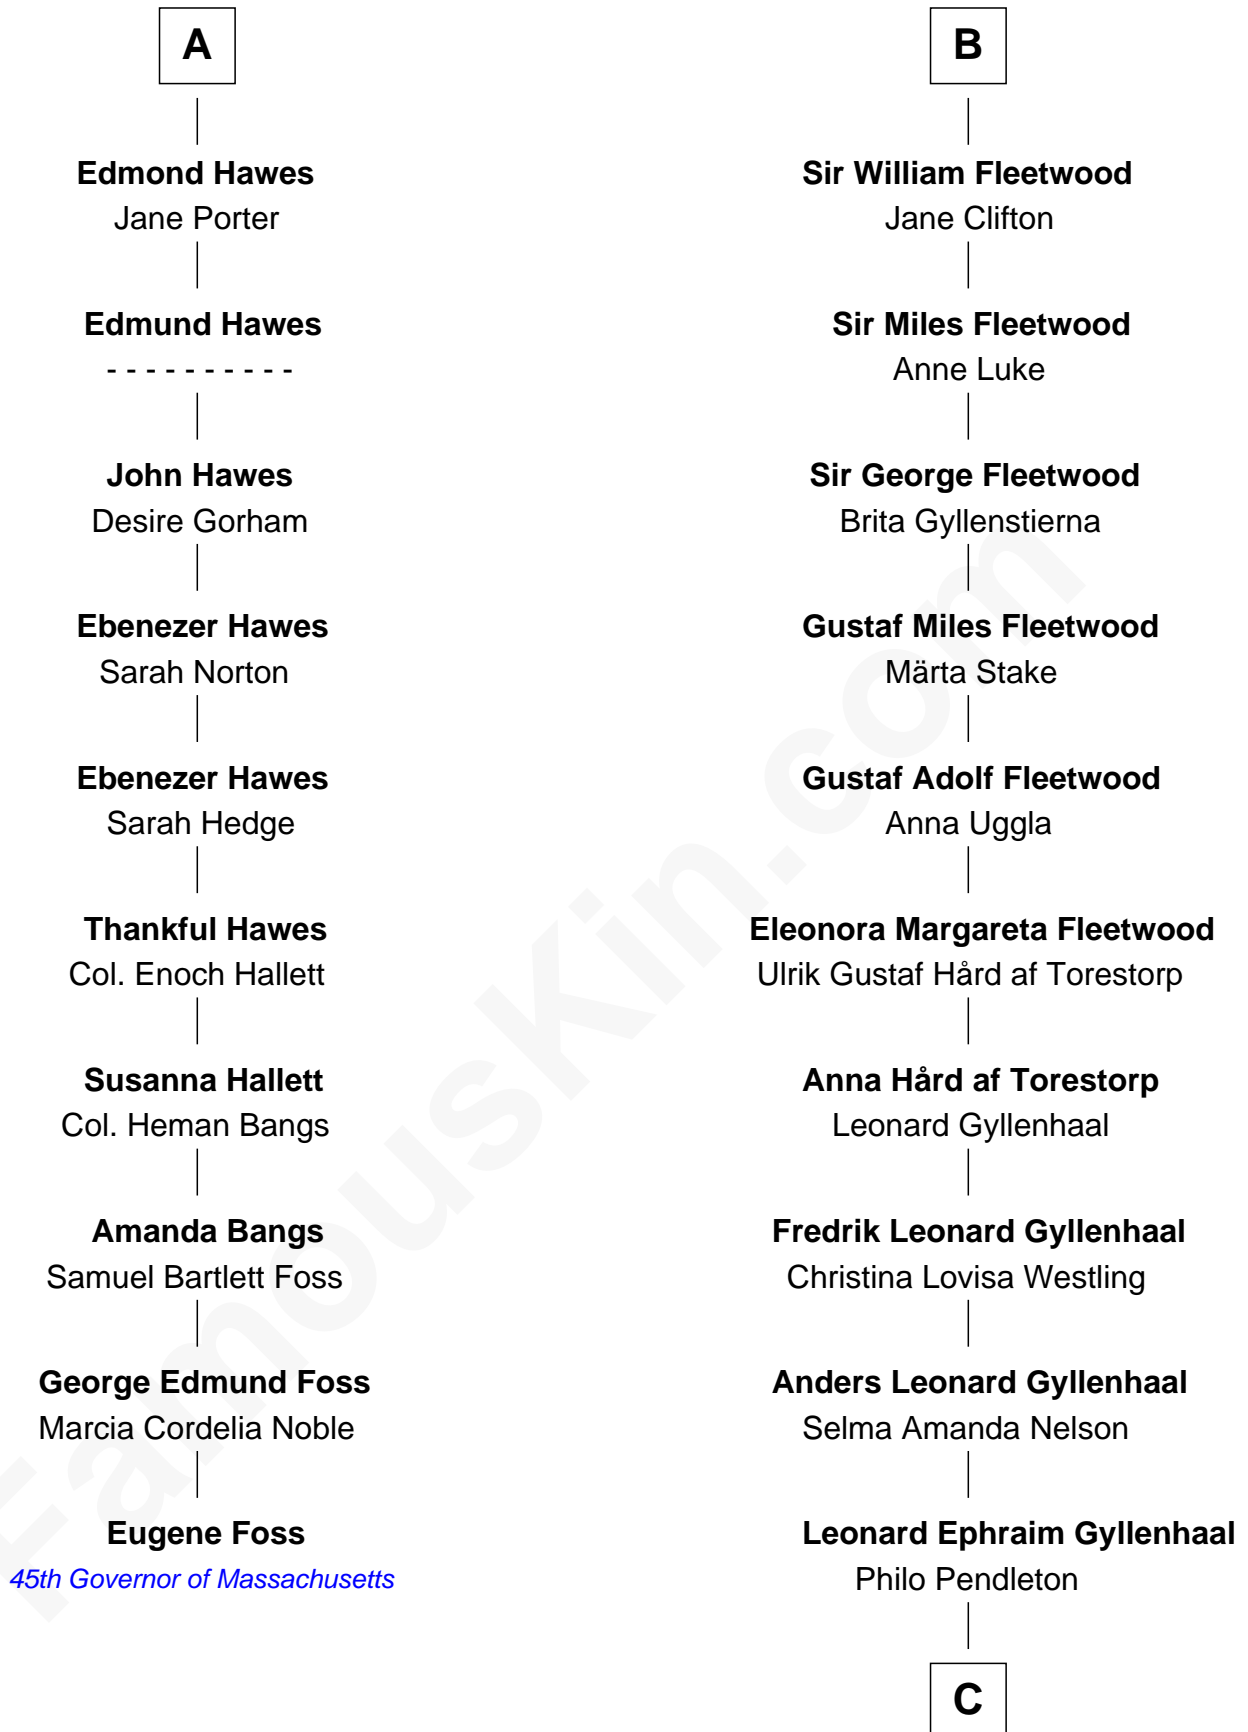 A
Edmond Hawes
Jane Porter
Edmund Hawes
- - - - - - - - - -
John Hawes
Desire Gorham
Ebenezer Hawes
Sarah Norton
Ebenezer Hawes
Sarah Hedge
Thankful Hawes
Col. Enoch Hallett
Susanna Hallett
Col. Heman Bangs
Amanda Bangs
Samuel Bartlett Foss
George Edmund Foss
Marcia Cordelia Noble
Eugene Foss
45th Governor of Massachusetts
B
Sir William Fleetwood
Jane Clifton
Sir Miles Fleetwood
Anne Luke
Sir George Fleetwood
Brita Gyllenstierna
Gustaf Miles Fleetwood
Märta Stake
Gustaf Adolf Fleetwood
Anna Uggla
Eleonora Margareta Fleetwood
Ulrik Gustaf Hård af Torestorp
Anna Hård af Torestorp
Leonard Gyllenhaal
Fredrik Leonard Gyllenhaal
Christina Lovisa Westling
Anders Leonard Gyllenhaal
Selma Amanda Nelson
Leonard Ephraim Gyllenhaal
Philo Pendleton
C
FamousKin.com